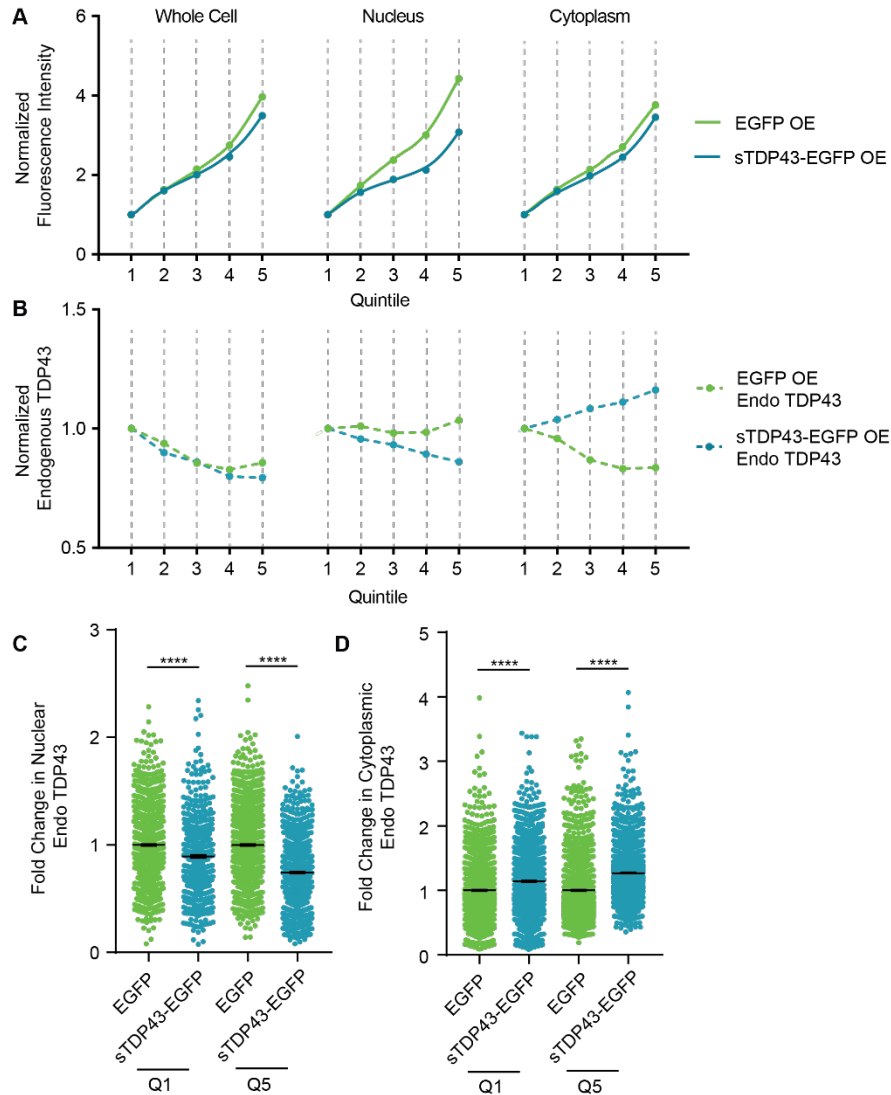 A
Whole Cell
Nucleus
Cytoplasm
Normalized
Fluorescence Intensity
6
4
2
0
1 2 3 4 5
1 2 3 4 5
1 2 3 4 5
Quintile
EGFP OE
sTDP43-EGFP OE
B
Normalized
Endogenous TDP43
1.5
1.0
0.5
1 2 3 4 5
1 2 3 4 5
1 2 3 4 5
Quintile
EGFP OE
Endo TDP43
sTDP43-EGFP OE
Endo TDP43
C
Fold Change in Nuclear
Endo TDP43
3
2
1
0
****
****
EGFP
sTDP43-EGFP
EGFP
sTDP43-EGFP
Q1
Q5
D
Fold Change in Cytoplasmic
Endo TDP43
5
4
3
2
1
0
****
****
EGFP
sTDP43-EGFP
EGFP
sTDP43-EGFP
Q1
Q5